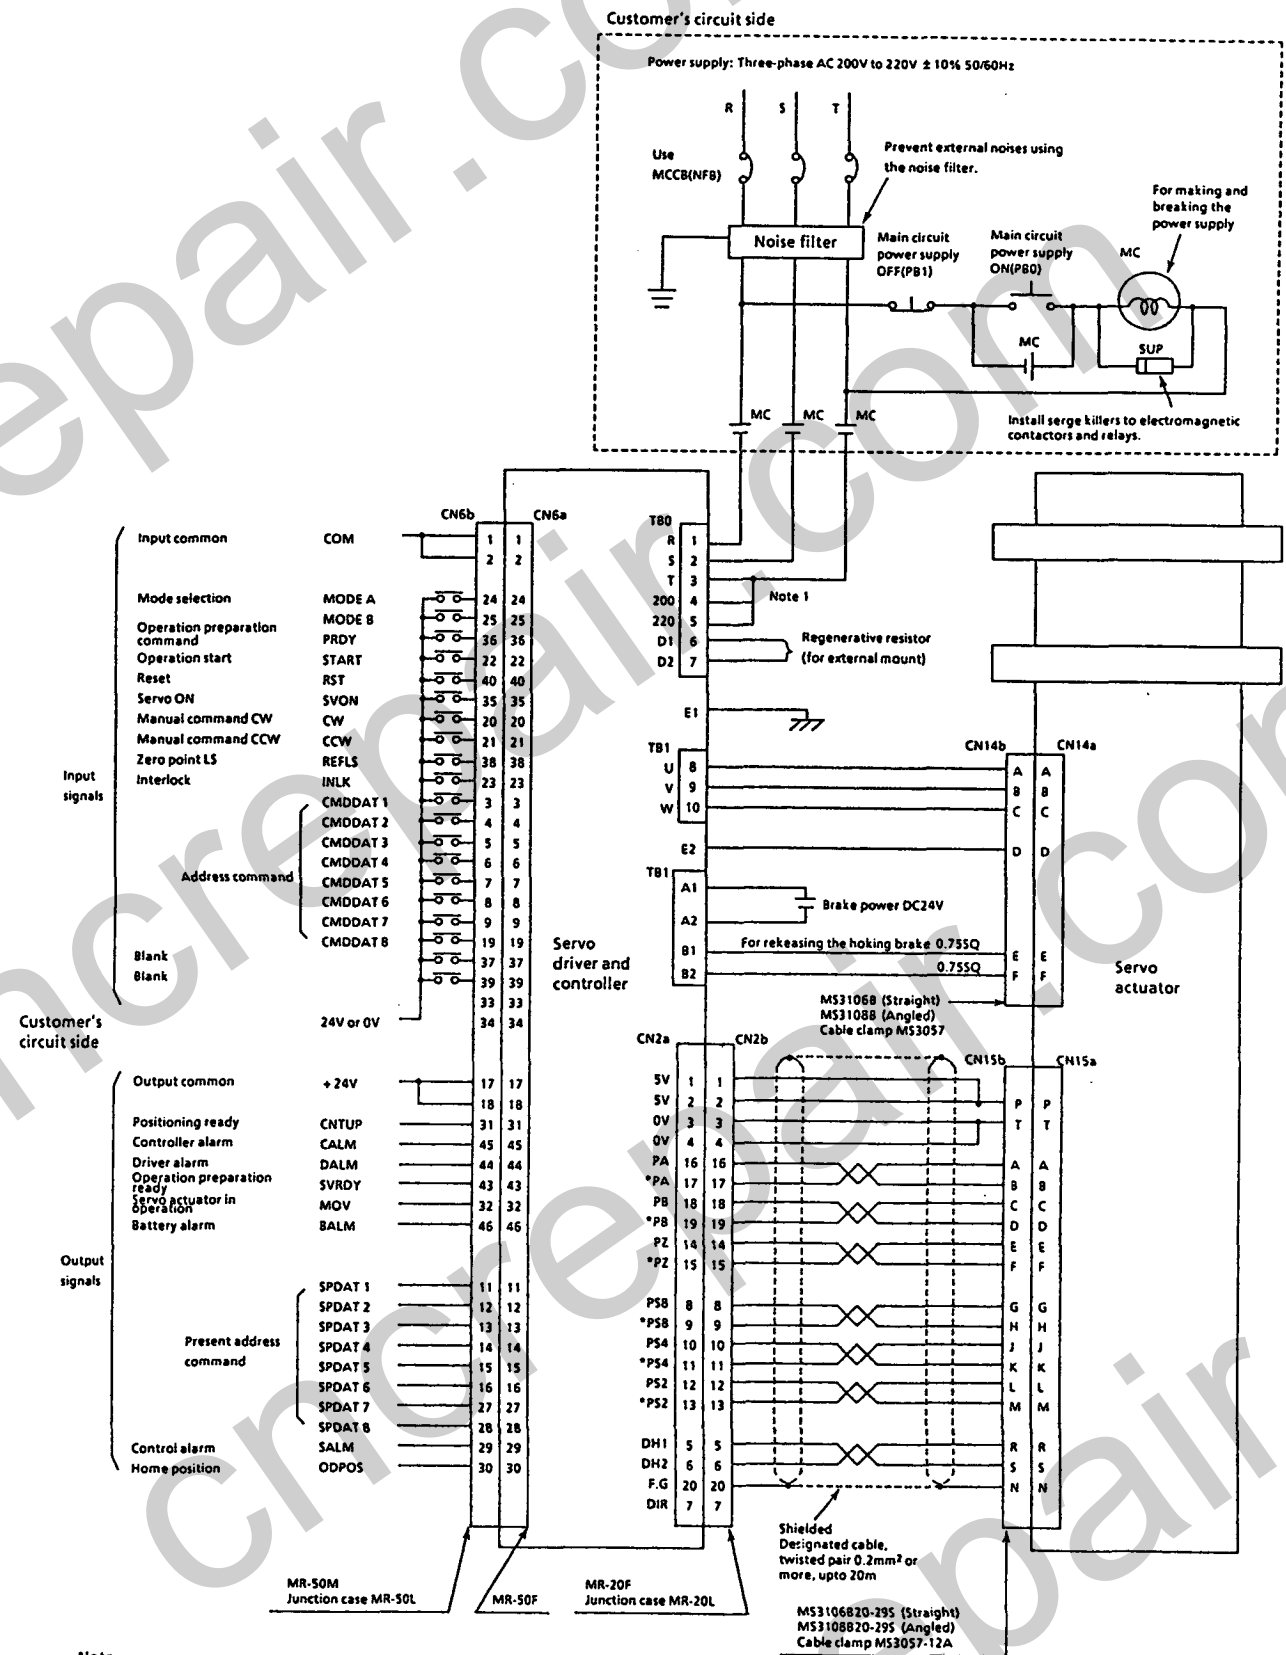 Customer's circuit side
Power supply: Three-phase AC 200V to 220V ± 10% 50/60Hz
R S T
Use
MCCB(NFB)
Prevent external noises using
the noise filter.
For making and
breaking the
power supply
Noise filter
Main circuit
power supply
OFF(PB1)
Main circuit
power supply
ON(PB0)
MC
MC
SUP
MC MC MC
Install serge killers to electromagnetic
contactors and relays.
CN6b CN6a
Input
signals
Input common COM 1 1
2 2
Mode selection MODE A 24 24
MODE B 25 25
Operation preparation
command PRDY 36 36
Operation start START 22 22
Reset RST 40 40
Servo ON SVON 35 35
Manual command CW CW 20 20
Manual command CCW CCW 21 21
Zero point LS REFLS 38 38
Interlock INLK 23 23
CMDDAT 1 3 3
CMDDAT 2 4 4
CMDDAT 3 5 5
CMDDAT 4 6 6
Address command
CMDDAT 5 7 7
CMDDAT 6 8 8
CMDDAT 7 9 9
CMDDAT 8 19 19
Blank 37 37
Blank 39 39
33 33
24V or 0V 34 34
Customer's
circuit side
Output
signals
Output common + 24V 17 17
18 18
Positioning ready CNTUP 31 31
Controller alarm CALM 45 45
Driver alarm DALM 44 44
Operation preparation
ready SVRDY 43 43
Servo actuator in
operation MOV 32 32
Battery alarm BALM 46 46
SPDAT 1 11 11
SPDAT 2 12 12
SPDAT 3 13 13
Present address
command
SPDAT 4 14 14
SPDAT 5 15 15
SPDAT 6 16 16
SPDAT 7 27 27
SPDAT 8 28 28
Control alarm SALM 29 29
Home position ODPOS 30 30
MR-50M
Junction case MR-50L
MR-50F
Servo
driver and
controller
TB0
R 1
S 2
T 3
200 4
220 5
D1 6
D2 7
Note 1
Regenerative resistor
(for external mount)
E1
TB1
U 8
V 9
W 10
E2
TB1
A1
A2
B1
B2
Brake power DC24V
For rekeasing the hoking brake 0.75SQ
0.75SQ
CN14b CN14a
A A
B B
C C
D D
E E
F F
Servo
actuator
MS3106B (Straight)
MS3108B (Angled)
Cable clamp MS3057
CN2a CN2b
5V 1 1
5V 2 2
0V 3 3
0V 4 4
PA 16 16
*PA 17 17
PB 18 18
*PB 19 19
PZ 14 14
*PZ 15 15
PS8 8 8
*PS8 9 9
PS4 10 10
*PS4 11 11
PS2 12 12
*PS2 13 13
DH1 5 5
DH2 6 6
F.G 20 20
DIR 7 7
CN15b CN15a
P P
T T
A A
B B
C C
D D
E E
F F
G G
H H
J J
K K
L L
M M
R R
S S
N N
Shielded
Designated cable,
twisted pair 0.2mm² or
more, upto 20m
MR-20F
Junction case MR-20L
MS3106B20-29S (Straight)
MS3108B20-29S (Angled)
Cable clamp MS3057-12A
cncrepair.com